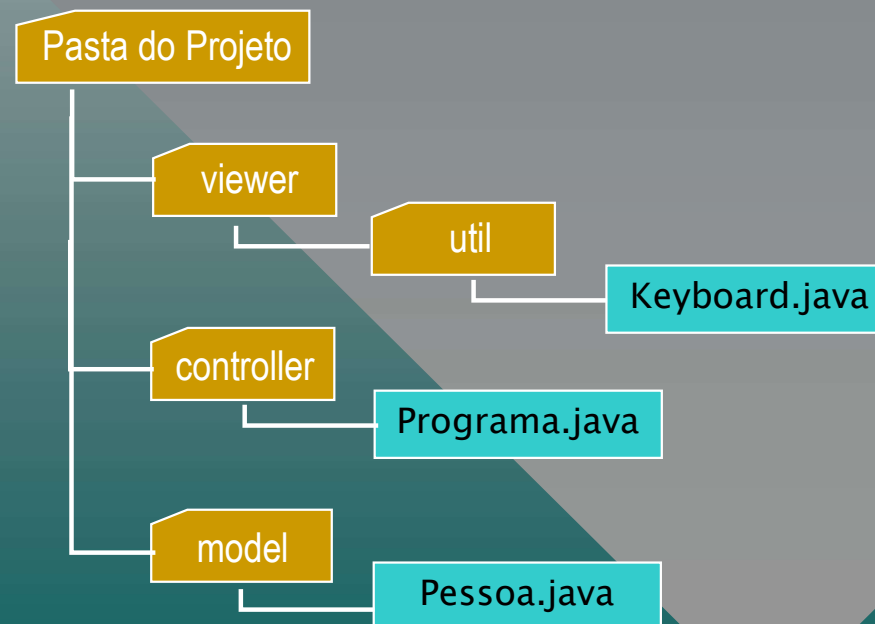 Pasta do Projeto
viewer
util
Keyboard.java
controller
Programa.java
model
Pessoa.java